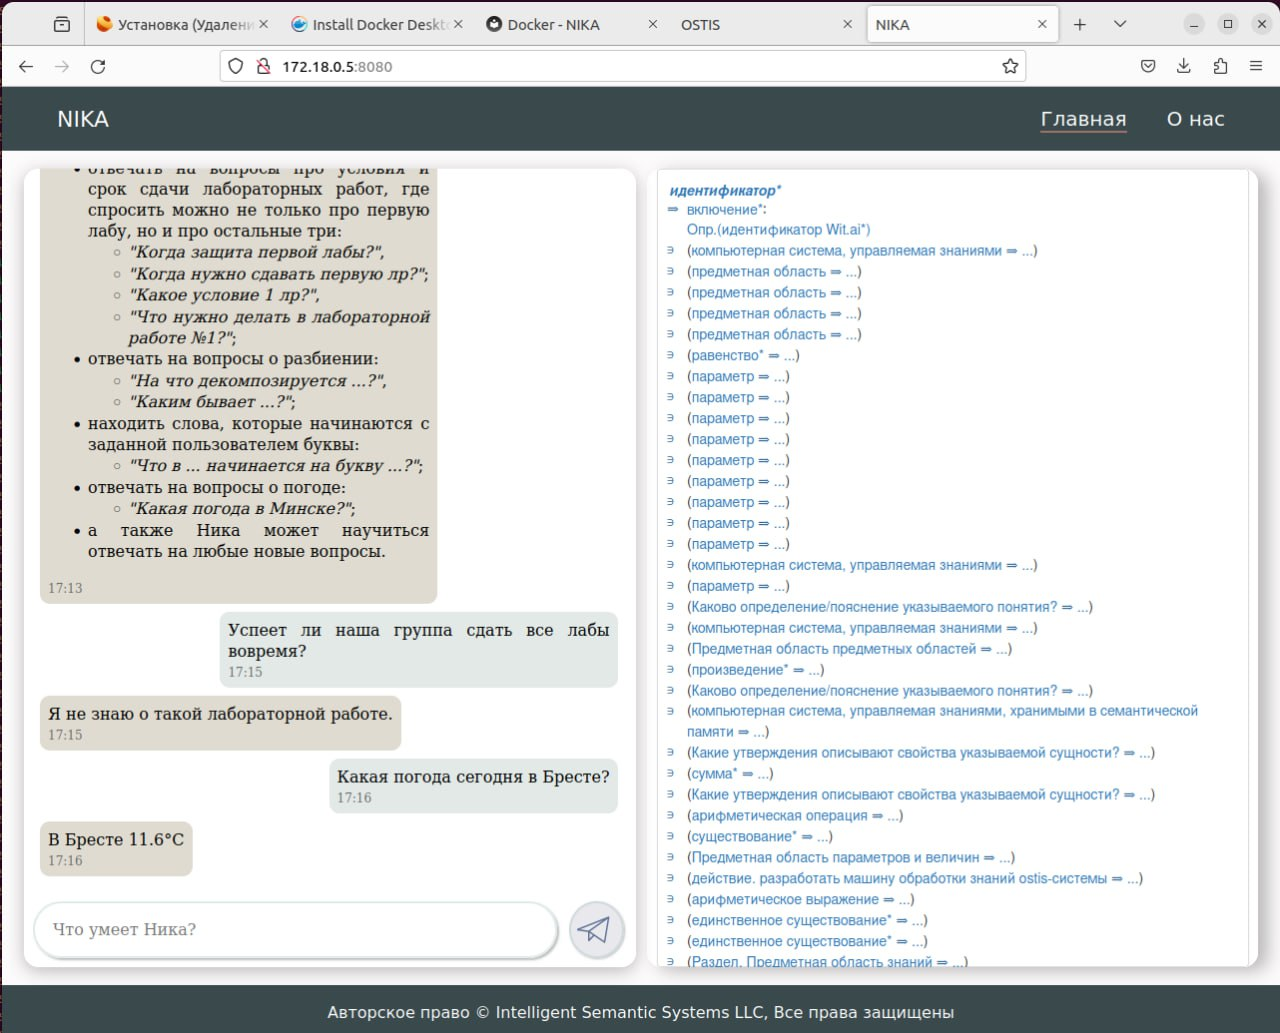 Установка (Удалени
Install Docker Deskt
Docker - NIKA
OSTIS
NIKA
172.18.0.5:8080
NIKA
Главная
О нас
• отвечать на вопросы про условия и
срок сдачи лабораторных работ, где
спросить можно не только про первую
лабу, но и про остальные три:
◦ "Когда защита первой лабы?",
◦ "Когда нужно сдавать первую лр?";
◦ "Какое условие 1 лр?",
◦ "Что нужно делать в лабораторной
работе №1?";
• отвечать на вопросы о разбиении:
◦ "На что декомпозируется ...?",
◦ "Каким бывает ...?";
• находить слова, которые начинаются с
заданной пользователем буквы:
◦ "Что в ... начинается на букву ...?";
• отвечать на вопросы о погоде:
◦ "Какая погода в Минске?";
• а также Ника может научиться
отвечать на любые новые вопросы.
17:13
Успеет ли наша группа сдать все лабы
вовремя?
17:15
Я не знаю о такой лабораторной работе.
17:15
Какая погода сегодня в Бресте?
17:16
В Бресте 11.6°C
17:16
Что умеет Ника?
идентификатор*
⇒ включение*:
Опр.(идентификатор Wit.ai*)
∋ (компьютерная система, управляемая знаниями ⇒ ...)
∋ (предметная область ⇒ ...)
∋ (предметная область ⇒ ...)
∋ (предметная область ⇒ ...)
∋ (предметная область ⇒ ...)
∋ (равенство* ⇒ ...)
∋ (параметр ⇒ ...)
∋ (параметр ⇒ ...)
∋ (параметр ⇒ ...)
∋ (параметр ⇒ ...)
∋ (параметр ⇒ ...)
∋ (параметр ⇒ ...)
∋ (параметр ⇒ ...)
∋ (параметр ⇒ ...)
∋ (параметр ⇒ ...)
∋ (компьютерная система, управляемая знаниями ⇒ ...)
∋ (параметр ⇒ ...)
∋ (Каково определение/пояснение указываемого понятия? ⇒ ...)
∋ (компьютерная система, управляемая знаниями ⇒ ...)
∋ (Предметная область предметных областей ⇒ ...)
∋ (произведение* ⇒ ...)
∋ (Каково определение/пояснение указываемого понятия? ⇒ ...)
∋ (компьютерная система, управляемая знаниями, хранимыми в семантической
памяти ⇒ ...)
∋ (Какие утверждения описывают свойства указываемой сущности? ⇒ ...)
∋ (сумма* ⇒ ...)
∋ (Какие утверждения описывают свойства указываемой сущности? ⇒ ...)
∋ (арифметическая операция ⇒ ...)
∋ (существование* ⇒ ...)
∋ (Предметная область параметров и величин ⇒ ...)
∋ (действие. разработать машину обработки знаний ostis-системы ⇒ ...)
∋ (арифметическое выражение ⇒ ...)
∋ (единственное существование* ⇒ ...)
∋ (единственное существование* ⇒ ...)
∋ (Раздел. Предметная область знаний ⇒ ...)
Авторское право © Intelligent Semantic Systems LLC, Все права защищены